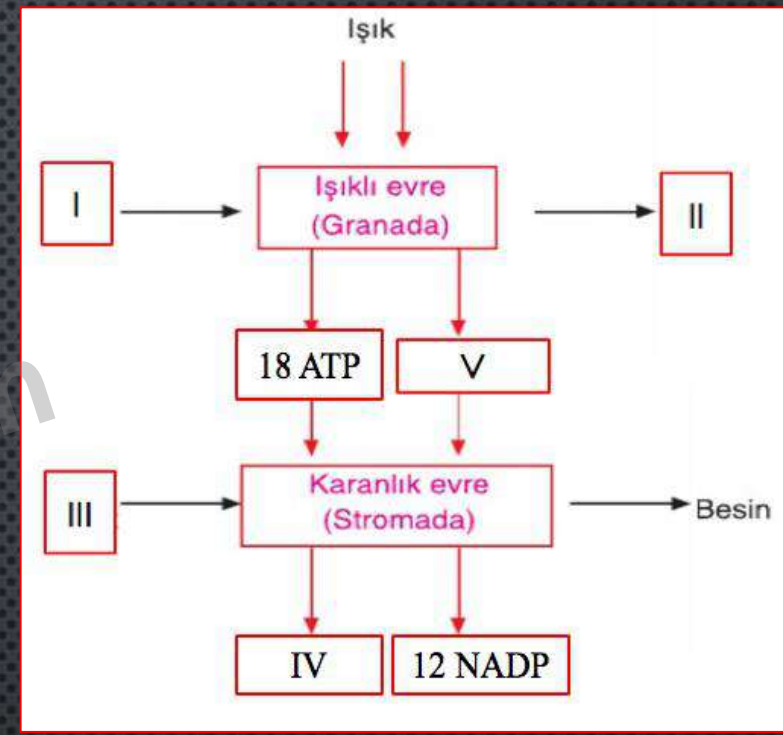 Işık
I
Işıklı evre
(Granada)
II
18 ATP
V
III
Karanlık evre
(Stromada)
Besin
IV
12 NADP